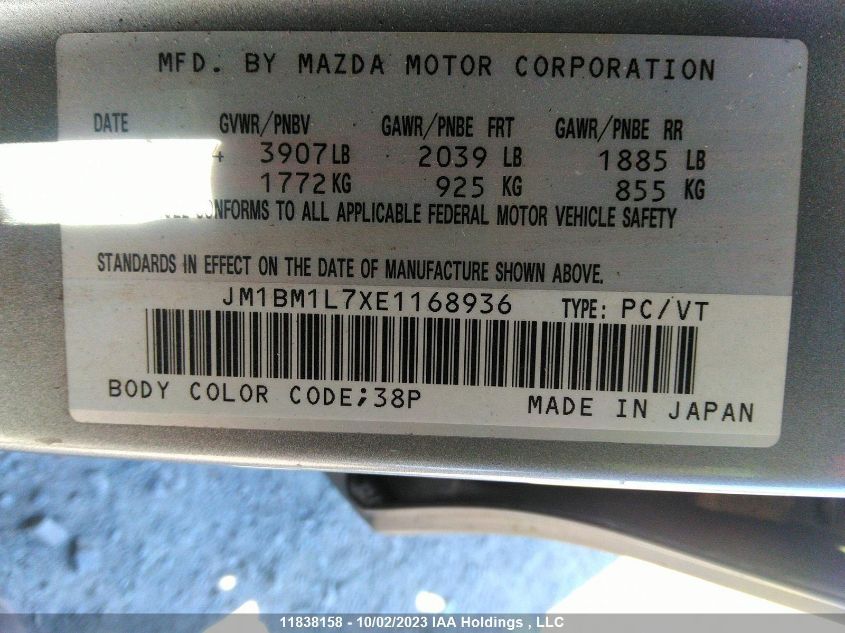 MFD. BY MAZDA MOTOR CORPORATION
DATE GVWR/PNBV GAWR/PNBE FRT GAWR/PNBE RR
3907LB 2039 LB 1885 LB
1772KG 925 KG 855 KG
CONFORMS TO ALL APPLICABLE FEDERAL MOTOR VEHICLE SAFETY
STANDARDS IN EFFECT ON THE DATE OF MANUFACTURE SHOWN ABOVE.
JM1BM1L7XE1168936 TYPE: PC/VT
BODY COLOR CODE;38P MADE IN JAPAN
11838158 - 10/02/2023 IAA Holdings , LLC